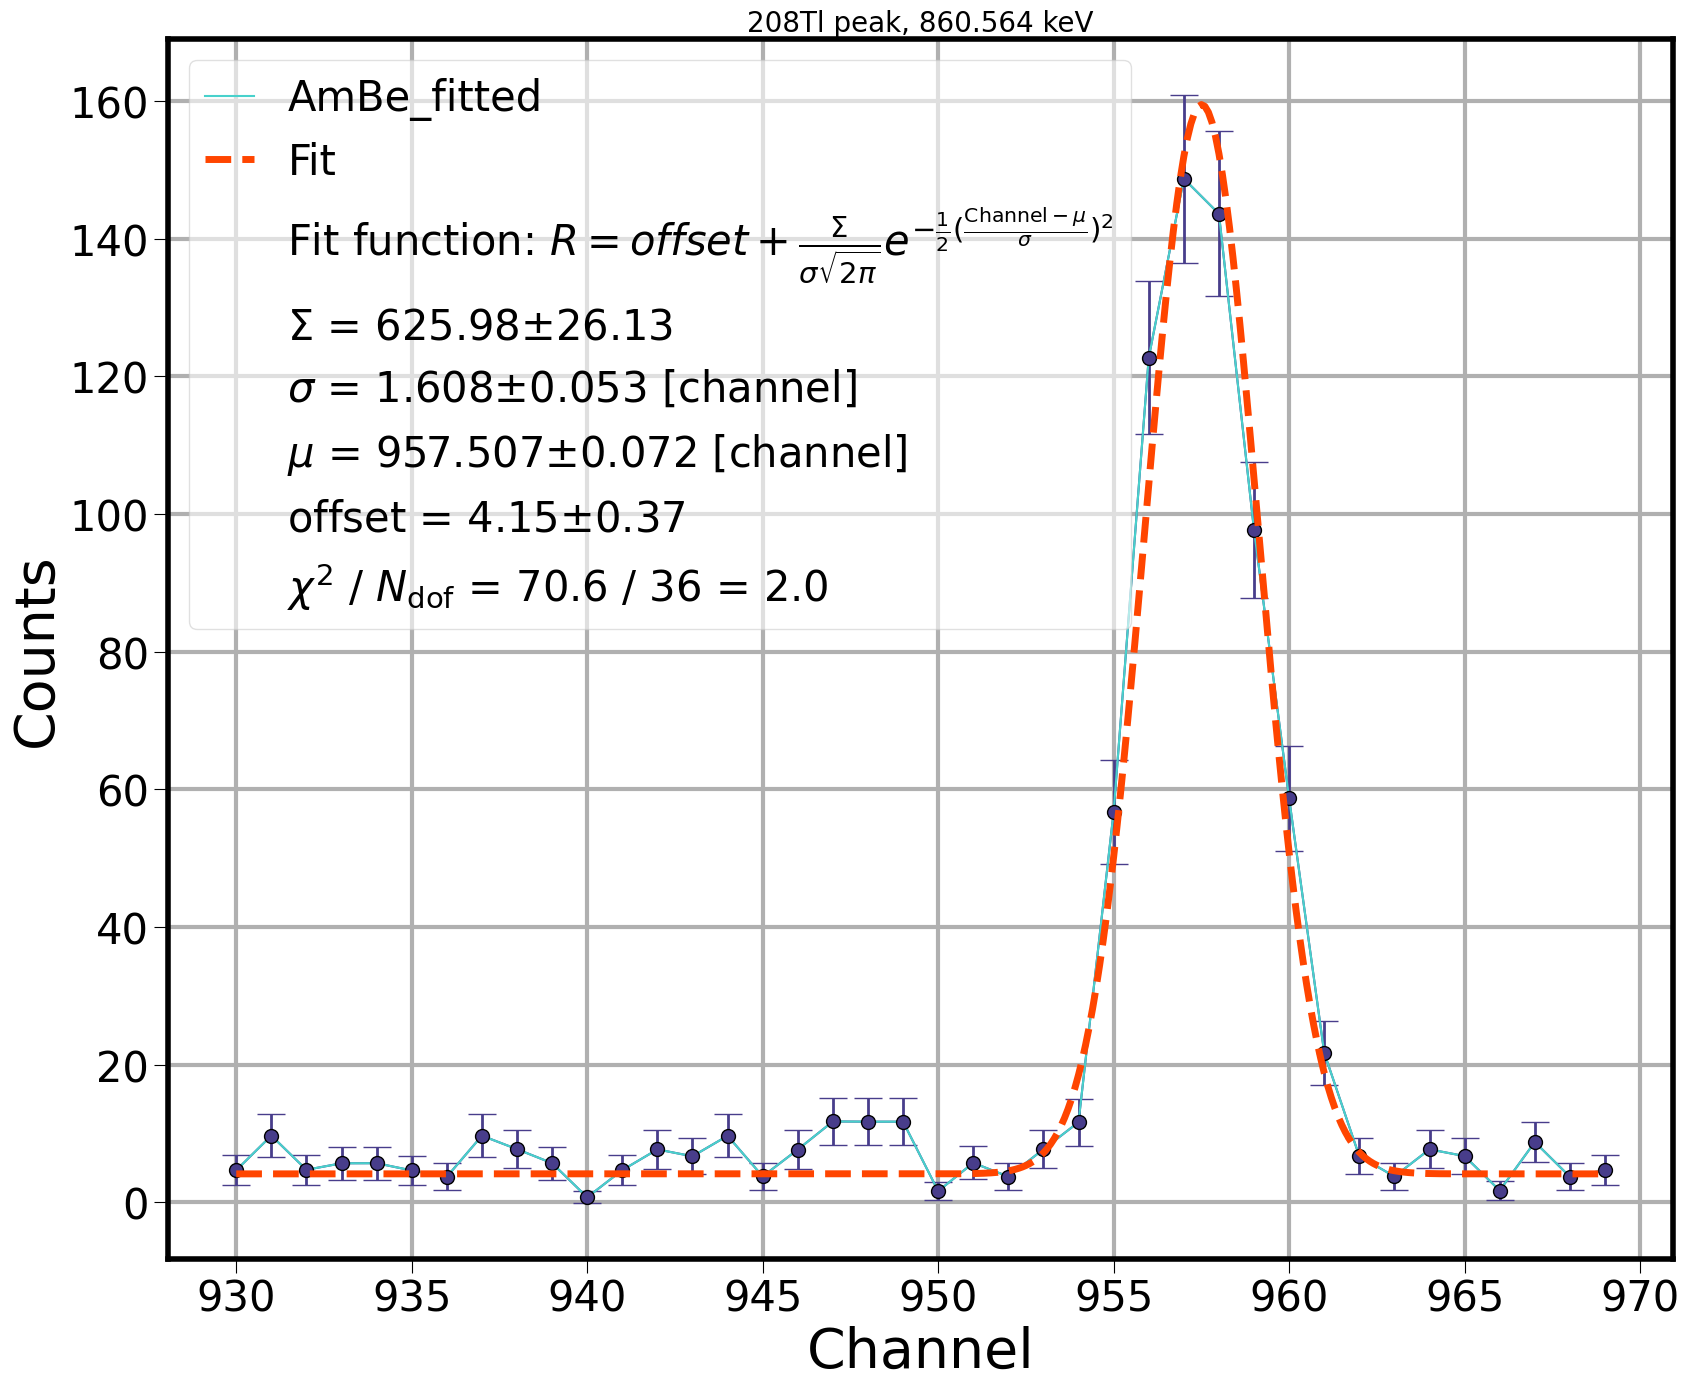 208Tl peak, 860.564 keV
AmBe_fitted
Fit
Fit function: R = offset + Σ/(σ√2π) e^(−1/2((Channel − μ)/σ)^2)
Σ = 625.98±26.13
σ = 1.608±0.053 [channel]
μ = 957.507±0.072 [channel]
offset = 4.15±0.37
χ² / N_dof = 70.6 / 36 = 2.0
160
140
120
100
80
60
40
20
0
Counts
930 935 940 945 950 955 960 965 970
Channel